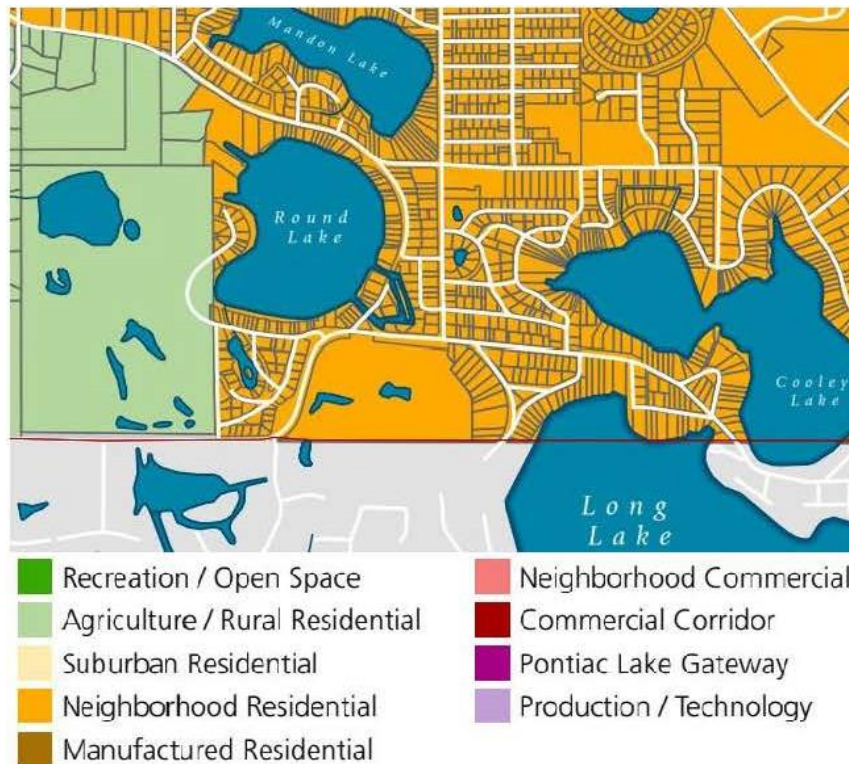 Mandon Lake
Round
Lake
Cooley
Lake
Long
Lake
Recreation / Open Space
Agriculture / Rural Residential
Suburban Residential
Neighborhood Residential
Manufactured Residential
Neighborhood Commercial
Commercial Corridor
Pontiac Lake Gateway
Production / Technology